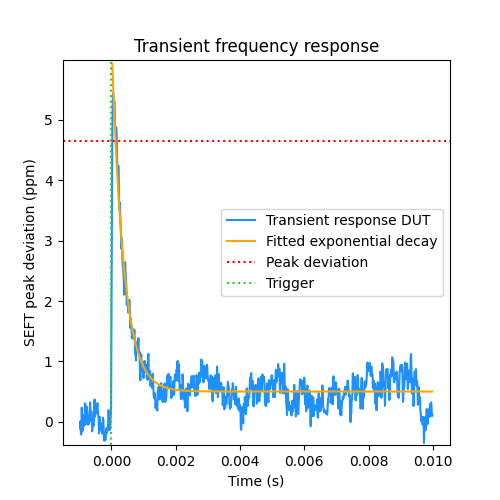 Transient frequency response
SEFT peak deviation (ppm)
5
4
3
2
1
0
Transient response DUT
Fitted exponential decay
Peak deviation
Trigger
0.000 0.002 0.004 0.006 0.008 0.010
Time (s)